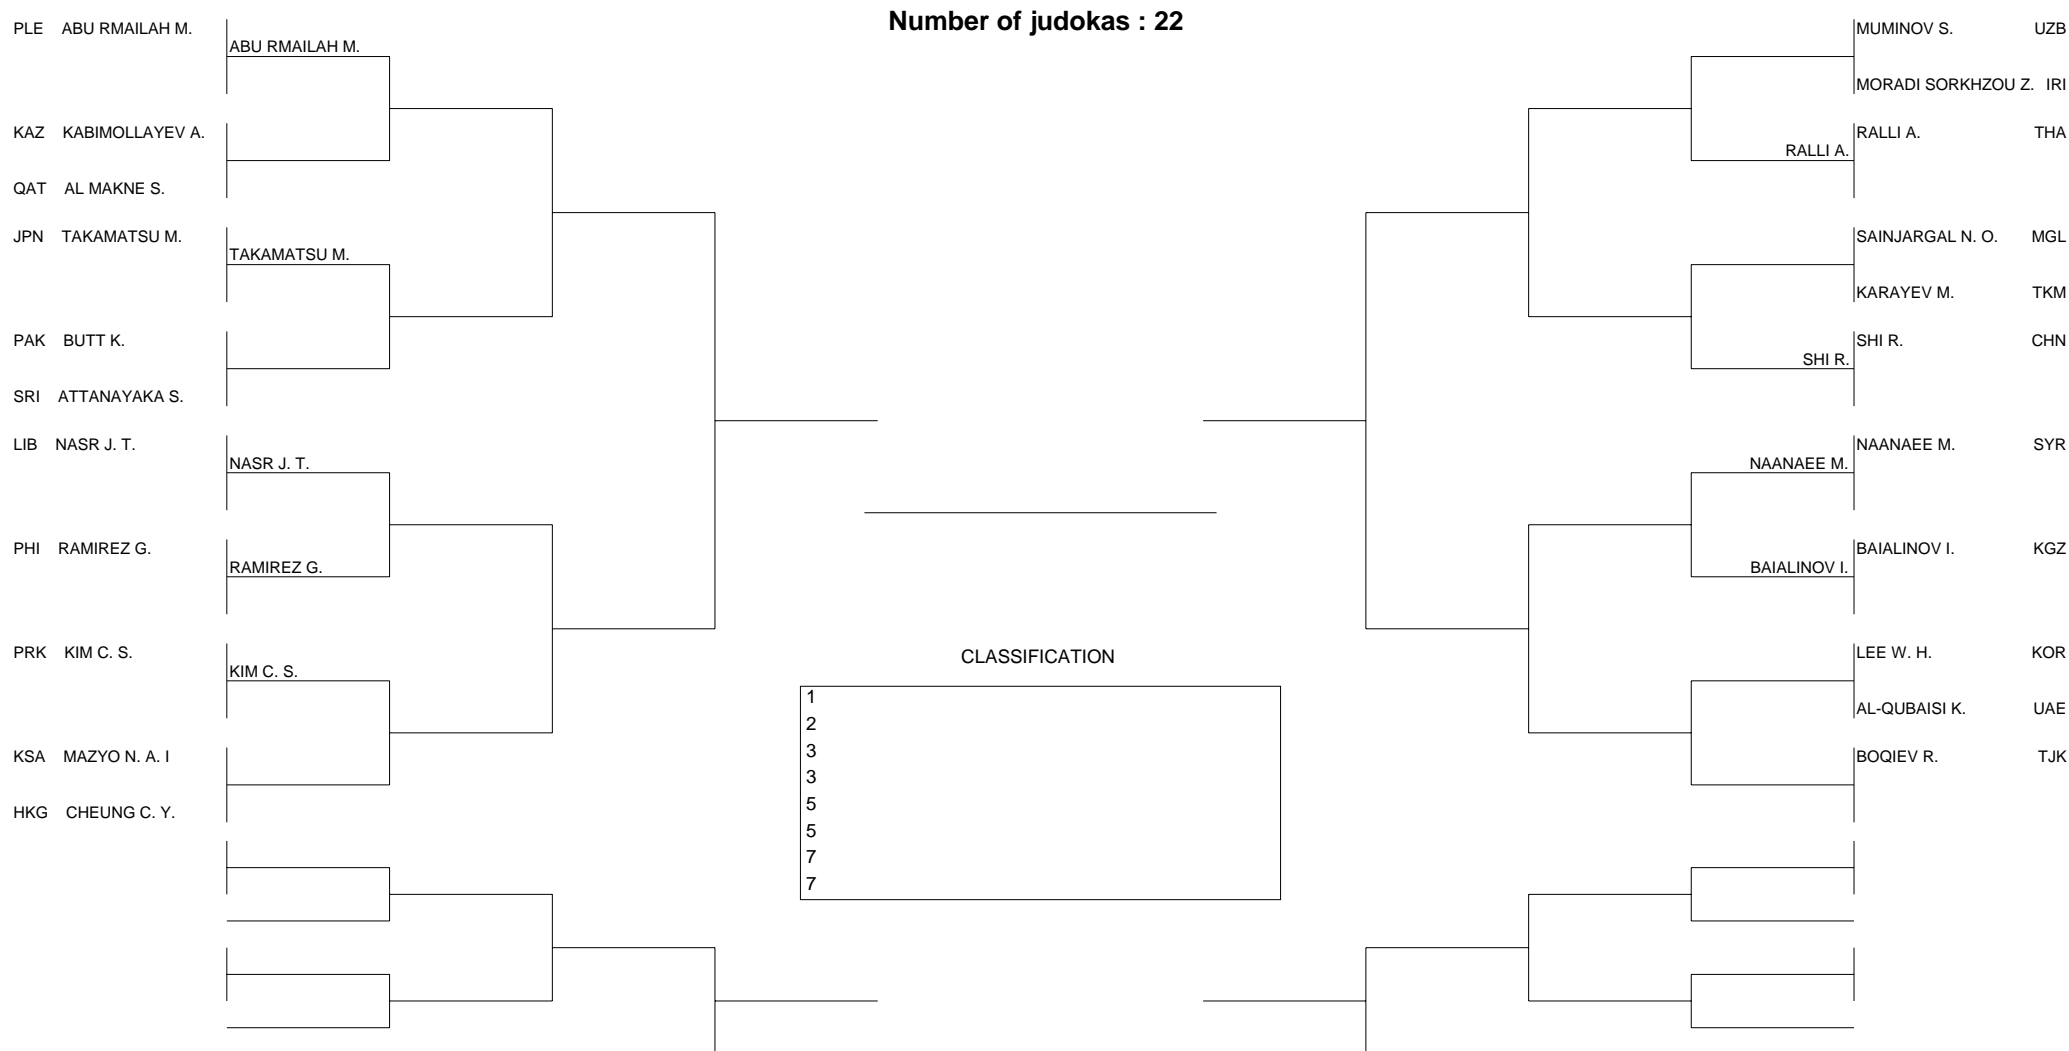 Number of judokas : 22
PLE ABU RMAILAH M.
ABU RMAILAH M.
KAZ KABIMOLLAYEV A.
QAT AL MAKNE S.
JPN TAKAMATSU M.
TAKAMATSU M.
PAK BUTT K.
SRI ATTANAYAKA S.
LIB NASR J. T.
NASR J. T.
PHI RAMIREZ G.
RAMIREZ G.
PRK KIM C. S.
KIM C. S.
KSA MAZYO N. A. I
HKG CHEUNG C. Y.
CLASSIFICATION
1
2
3
3
5
5
7
7
MUMINOV S. UZB
MORADI SORKHZOU Z. IRI
RALLI A. THA
RALLI A.
SAINJARGAL N. O. MGL
KARAYEV M. TKM
SHI R. CHN
SHI R.
NAANAEE M. SYR
NAANAEE M.
BAIALINOV I. KGZ
BAIALINOV I.
LEE W. H. KOR
AL-QUBAISI K. UAE
BOQIEV R. TJK